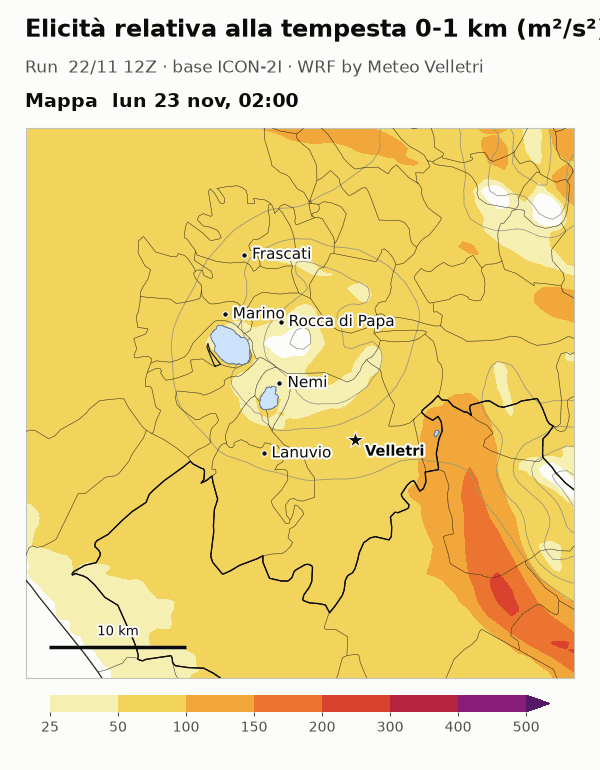 Elicità relativa alla tempesta 0-1 km (m²/s²)
Run  22/11 12Z · base ICON-2I · WRF by Meteo Velletri
Mappa  lun 23 nov, 02:00
Frascati
Marino
Rocca di Papa
Nemi
Velletri
Lanuvio
10 km
25 50 100 150 200 300 400 500